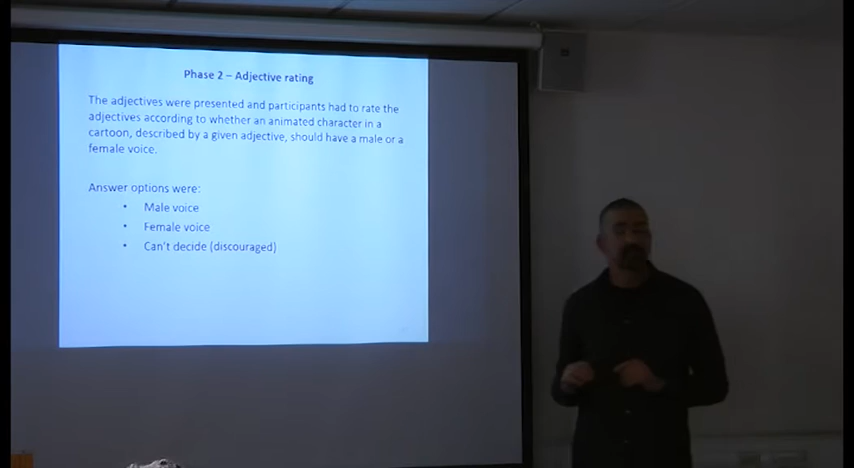 Phase 2 – Adjective rating
The adjectives were presented and participants had to rate the
adjectives according to whether an animated character in a
cartoon, described by a given adjective, should have a male or a
female voice.
Answer options were:
• Male voice
• Female voice
• Can't decide (discouraged)